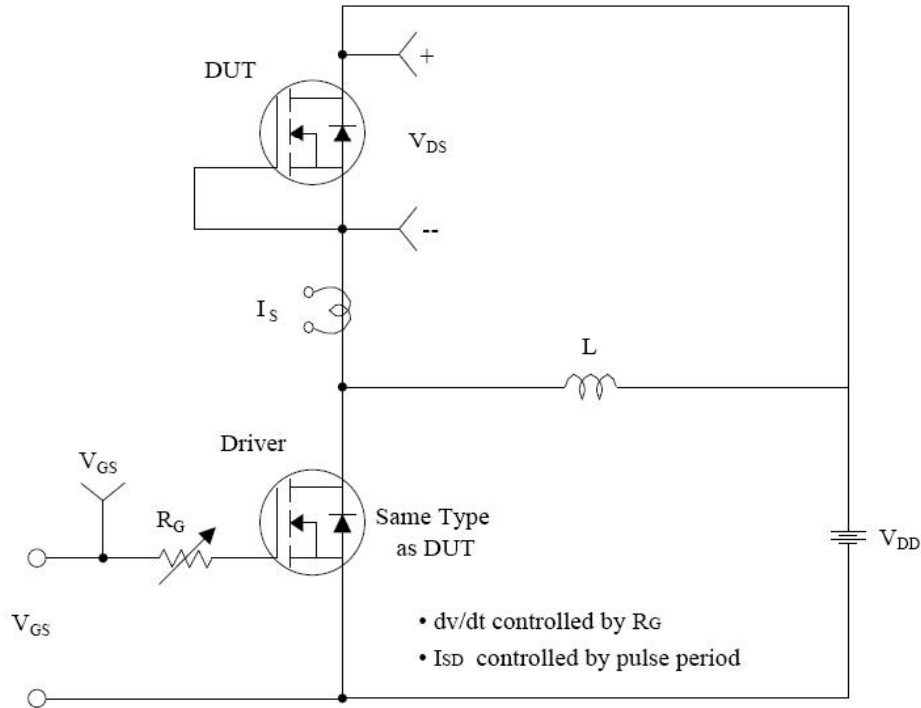 +
DUT
VDS
--
IS
L
Driver
VGS
RG
Same Type
as DUT
VDD
VGS
• dv/dt controlled by RG
• ISD controlled by pulse period